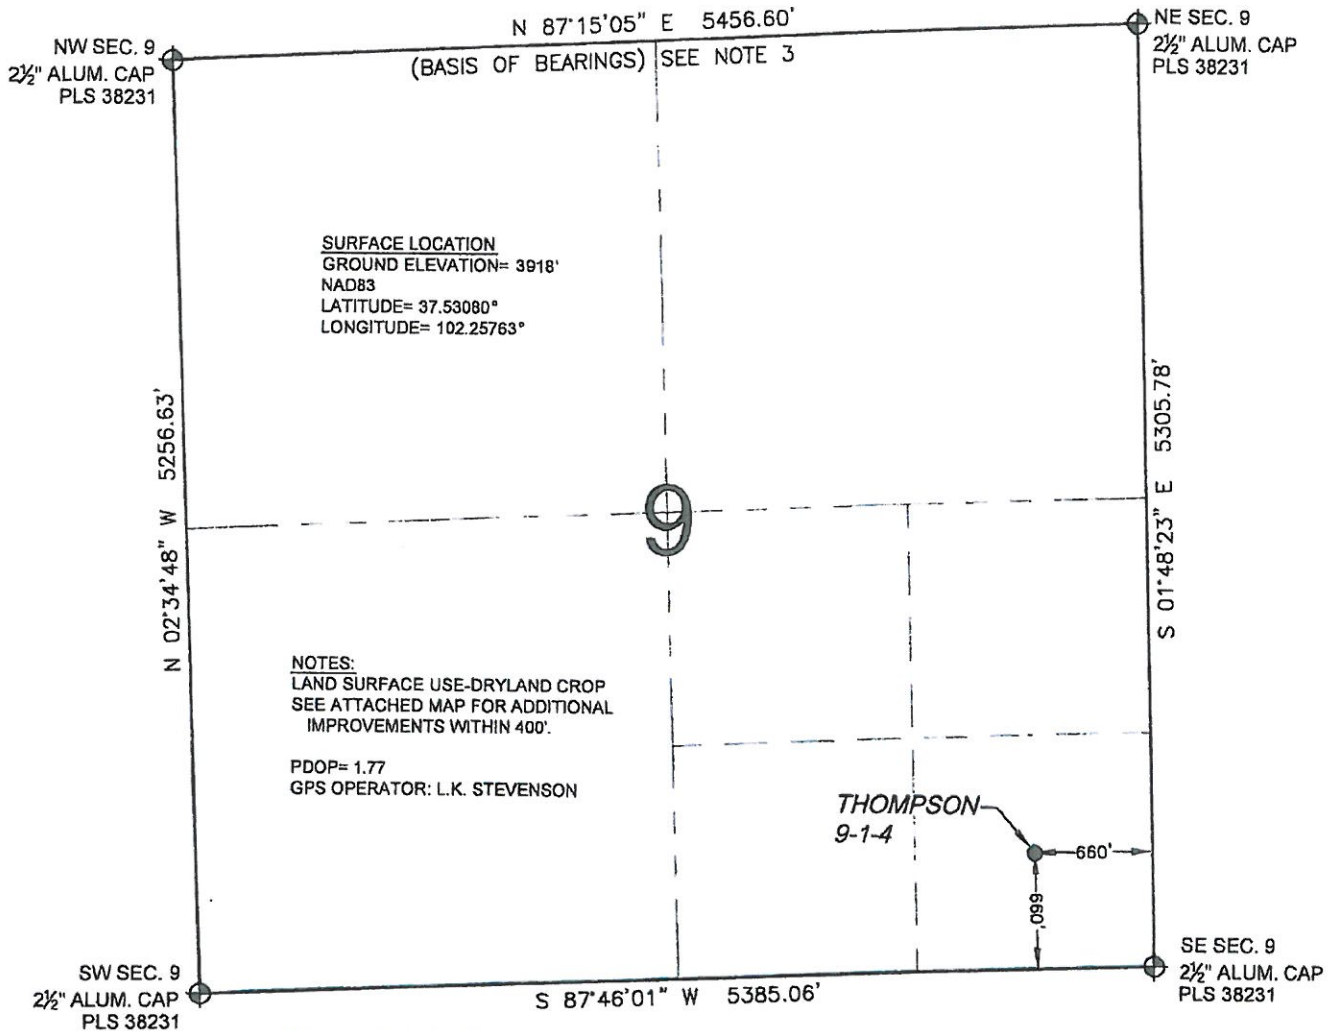 N 87°15'05" E 5456.60'
(BASIS OF BEARINGS) SEE NOTE 3
NW SEC. 9
2½" ALUM. CAP
PLS 38231
NE SEC. 9
2½" ALUM. CAP
PLS 38231
SURFACE LOCATION
GROUND ELEVATION= 3918'
NAD83
LATITUDE= 37.53080°
LONGITUDE= 102.25763°
N 02°34'48" W 5256.63'
S 01°48'23" E 5305.78'
9
NOTES:
LAND SURFACE USE-DRYLAND CROP
SEE ATTACHED MAP FOR ADDITIONAL
IMPROVEMENTS WITHIN 400'.
PDOP= 1.77
GPS OPERATOR: L.K. STEVENSON
THOMPSON
9-1-4
660'
660'
SW SEC. 9
2½" ALUM. CAP
PLS 38231
S 87°46'01" W 5385.06'
SE SEC. 9
2½" ALUM. CAP
PLS 38231